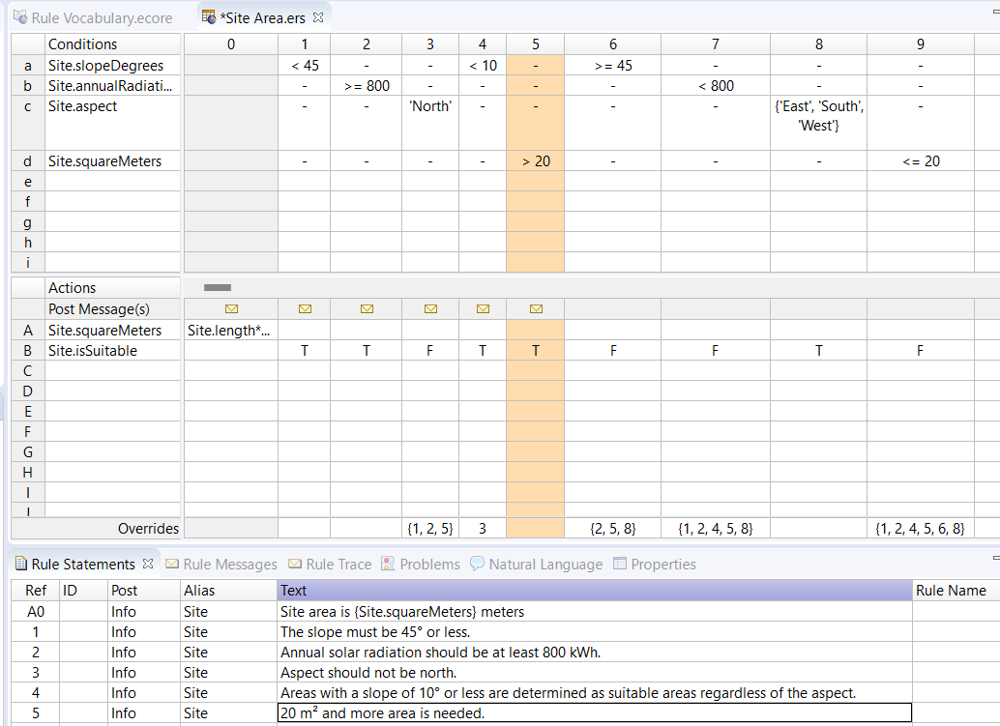 Rule Vocabulary.ecore *Site Area.ers
Conditions 0 1 2 3 4 5 6 7 8 9
a Site.slopeDegrees < 45 - - < 10 - >= 45 - - -
b Site.annualRadiati... - >= 800 - - - - < 800 - -
c Site.aspect - - 'North' - - - - {'East', 'South', -
'West'}
d Site.squareMeters - - - - > 20 - - - <= 20
e
f
g
h
i
Actions
Post Message(s)
A Site.squareMeters Site.length*...
B Site.isSuitable T T F T T F F T F
C
D
E
F
G
H
I
Overrides {1, 2, 5} 3 {2, 5, 8} {1, 2, 4, 5, 8} {1, 2, 4, 5, 6, 8}
Rule Statements Rule Messages Rule Trace Problems Natural Language Properties
Ref ID Post Alias Text Rule Name
A0 Info Site Site area is {Site.squareMeters} meters
1 Info Site The slope must be 45° or less.
2 Info Site Annual solar radiation should be at least 800 kWh.
3 Info Site Aspect should not be north.
4 Info Site Areas with a slope of 10° or less are determined as suitable areas regardless of the aspect.
5 Info Site 20 m² and more area is needed.